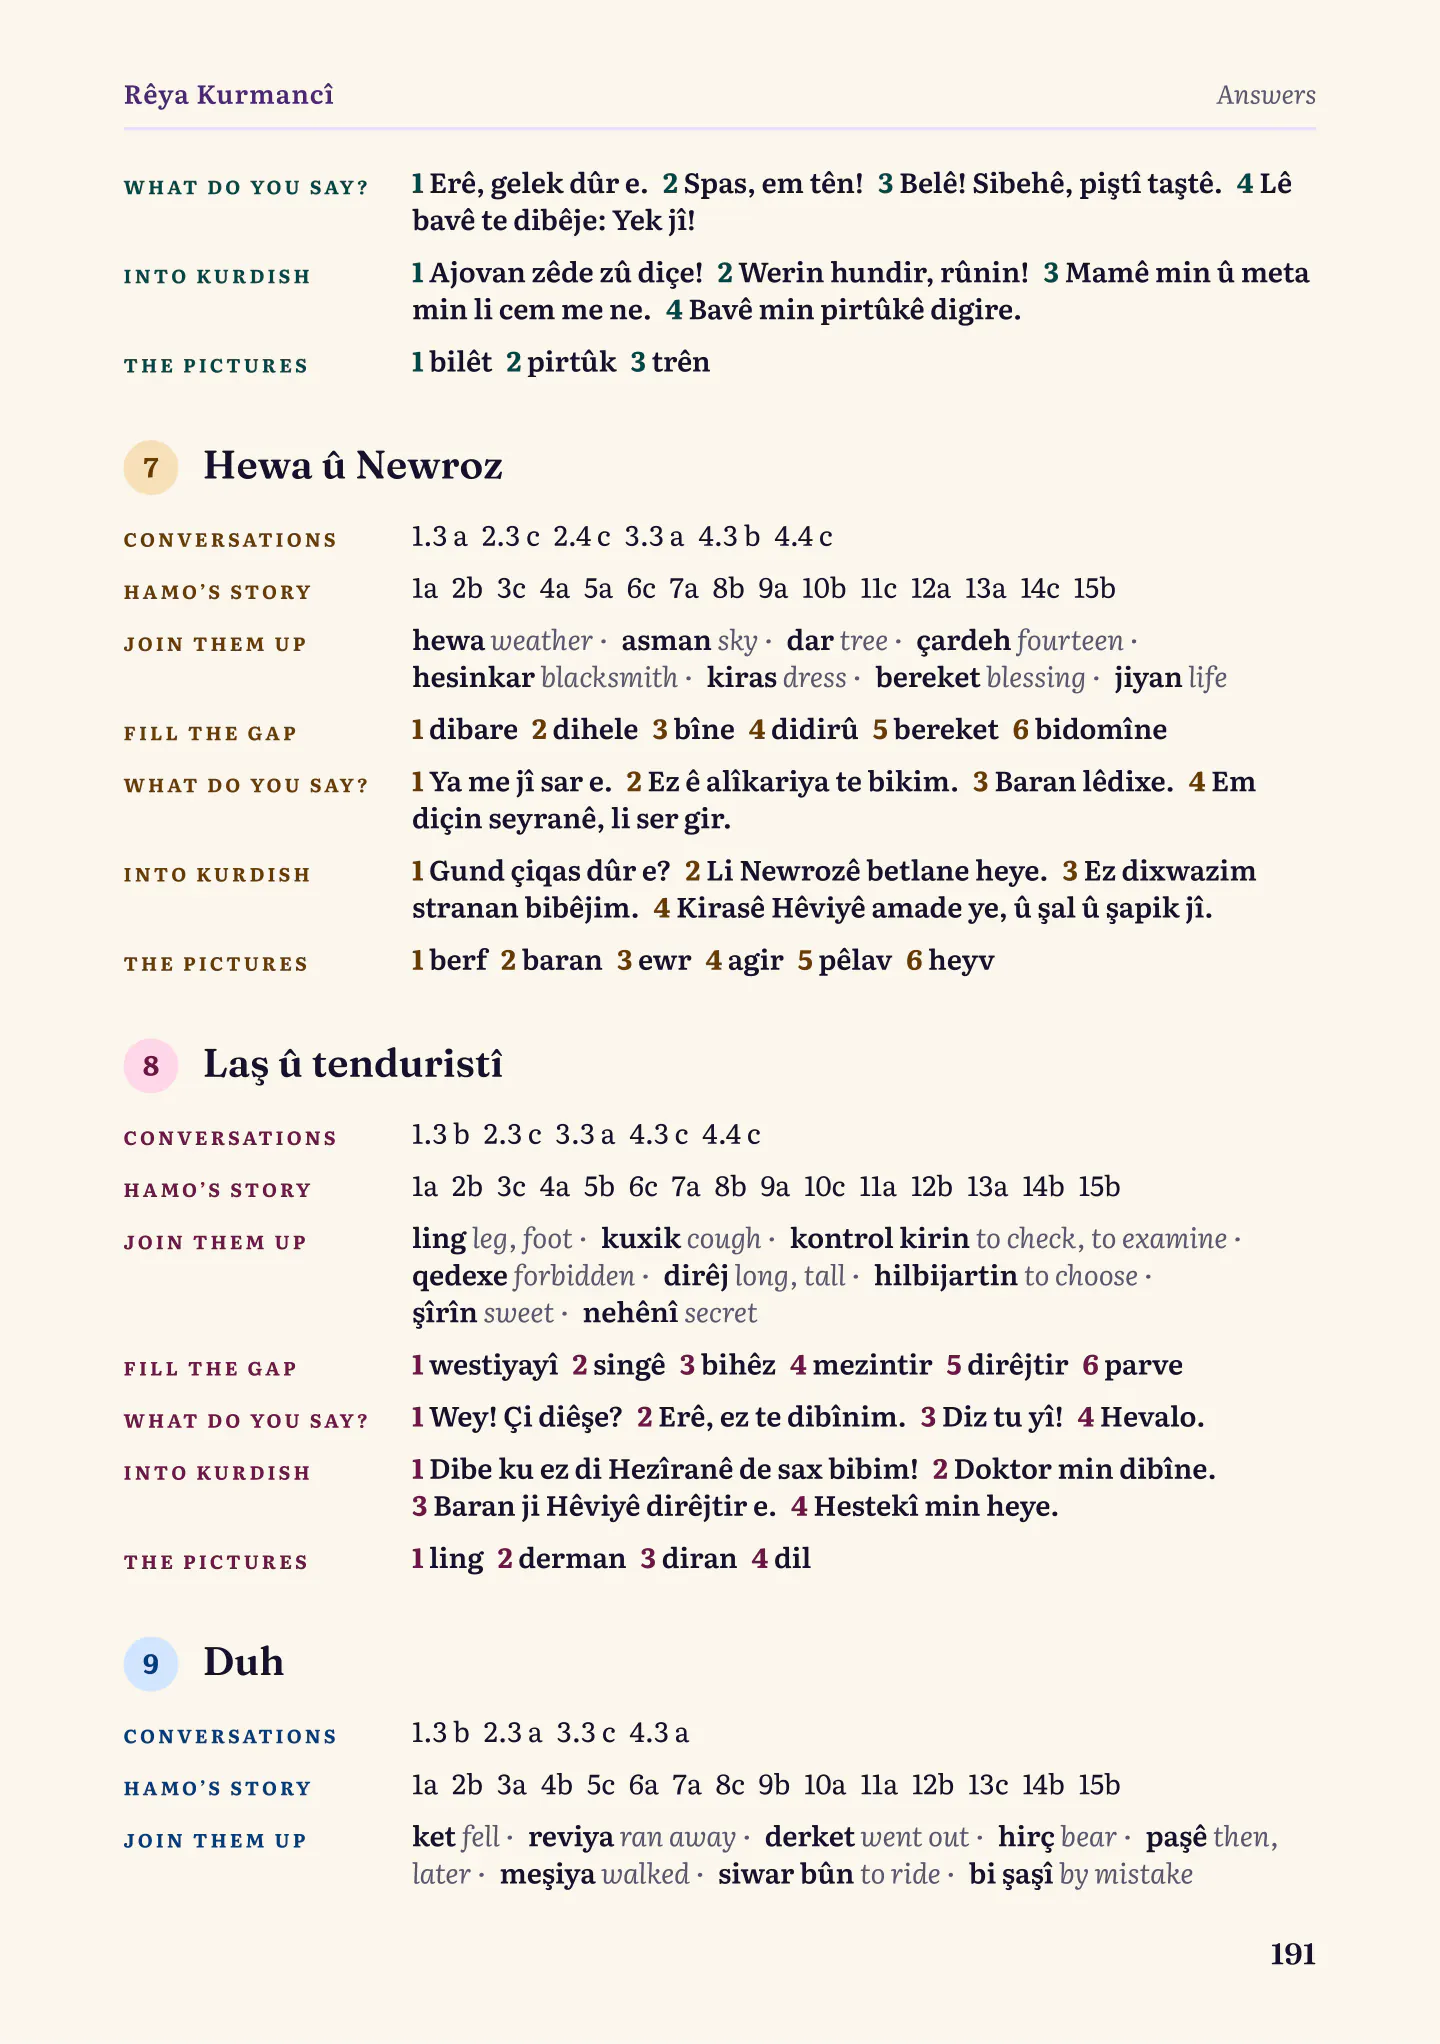 Rêya Kurmancî
Answers
WHAT DO YOU SAY? 1 Erê, gelek dûr e. 2 Spas, em tên! 3 Belê! Sibehê, piştî taştê. 4 Lê
bavê te dibêje: Yek jî!
INTO KURDISH 1 Ajovan zêde zû diçe! 2 Werin hundir, rûnin! 3 Mamê min û meta
min li cem me ne. 4 Bavê min pirtûkê digire.
THE PICTURES 1 bilêt 2 pirtûk 3 trên
7 Hewa û Newroz
CONVERSATIONS 1.3 a 2.3 c 2.4 c 3.3 a 4.3 b 4.4 c
HAMO’S STORY 1a 2b 3c 4a 5a 6c 7a 8b 9a 10b 11c 12a 13a 14c 15b
JOIN THEM UP hewa weather · asman sky · dar tree · çardeh fourteen ·
hesinkar blacksmith · kiras dress · bereket blessing · jiyan life
FILL THE GAP 1 dibare 2 dihele 3 bîne 4 didirû 5 bereket 6 bidomîne
WHAT DO YOU SAY? 1 Ya me jî sar e. 2 Ez ê alîkariya te bikim. 3 Baran lêdixe. 4 Em
diçin seyranê, li ser gir.
INTO KURDISH 1 Gund çiqas dûr e? 2 Li Newrozê betlane heye. 3 Ez dixwazim
stranan bibêjim. 4 Kirasê Hêviyê amade ye, û şal û şapik jî.
THE PICTURES 1 berf 2 baran 3 ewr 4 agir 5 pêlav 6 heyv
8 Laş û tenduristî
CONVERSATIONS 1.3 b 2.3 c 3.3 a 4.3 c 4.4 c
HAMO’S STORY 1a 2b 3c 4a 5b 6c 7a 8b 9a 10c 11a 12b 13a 14b 15b
JOIN THEM UP ling leg, foot · kuxik cough · kontrol kirin to check, to examine ·
qedexe forbidden · dirêj long, tall · hilbijartin to choose ·
şîrîn sweet · nehênî secret
FILL THE GAP 1 westiyayî 2 singê 3 bihêz 4 mezintir 5 dirêjtir 6 parve
WHAT DO YOU SAY? 1 Wey! Çi diêşe? 2 Erê, ez te dibînim. 3 Diz tu yî! 4 Hevalo.
INTO KURDISH 1 Dibe ku ez di Hezîranê de sax bibim! 2 Doktor min dibîne.
3 Baran ji Hêviyê dirêjtir e. 4 Hestekî min heye.
THE PICTURES 1 ling 2 derman 3 diran 4 dil
9 Duh
CONVERSATIONS 1.3 b 2.3 a 3.3 c 4.3 a
HAMO’S STORY 1a 2b 3a 4b 5c 6a 7a 8c 9b 10a 11a 12b 13c 14b 15b
JOIN THEM UP ket fell · reviya ran away · derket went out · hirç bear · paşê then,
later · meşiya walked · siwar bûn to ride · bi şaşî by mistake
191